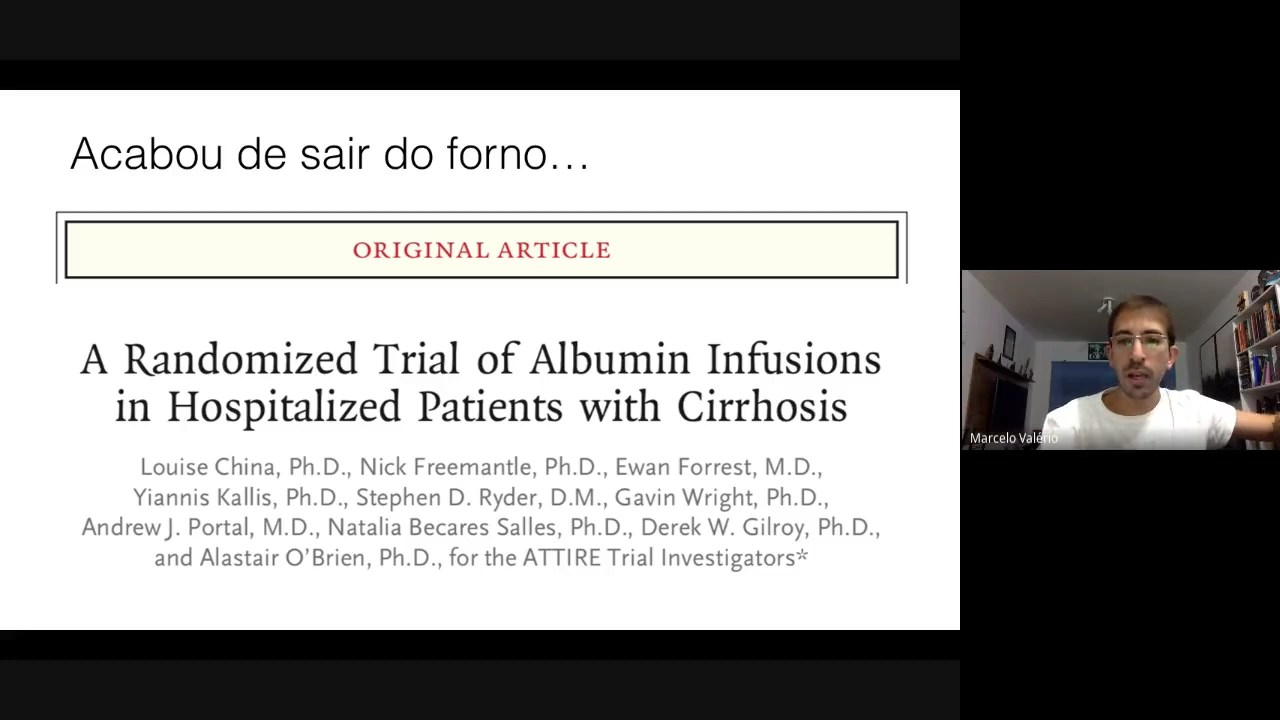 Acabou de sair do forno…
ORIGINAL ARTICLE
A Randomized Trial of Albumin Infusions
in Hospitalized Patients with Cirrhosis
Louise China, Ph.D., Nick Freemantle, Ph.D., Ewan Forrest, M.D.,
Yiannis Kallis, Ph.D., Stephen D. Ryder, D.M., Gavin Wright, Ph.D.,
Andrew J. Portal, M.D., Natalia Becares Salles, Ph.D., Derek W. Gilroy, Ph.D.,
and Alastair O’Brien, Ph.D., for the ATTIRE Trial Investigators*
Marcelo Valério